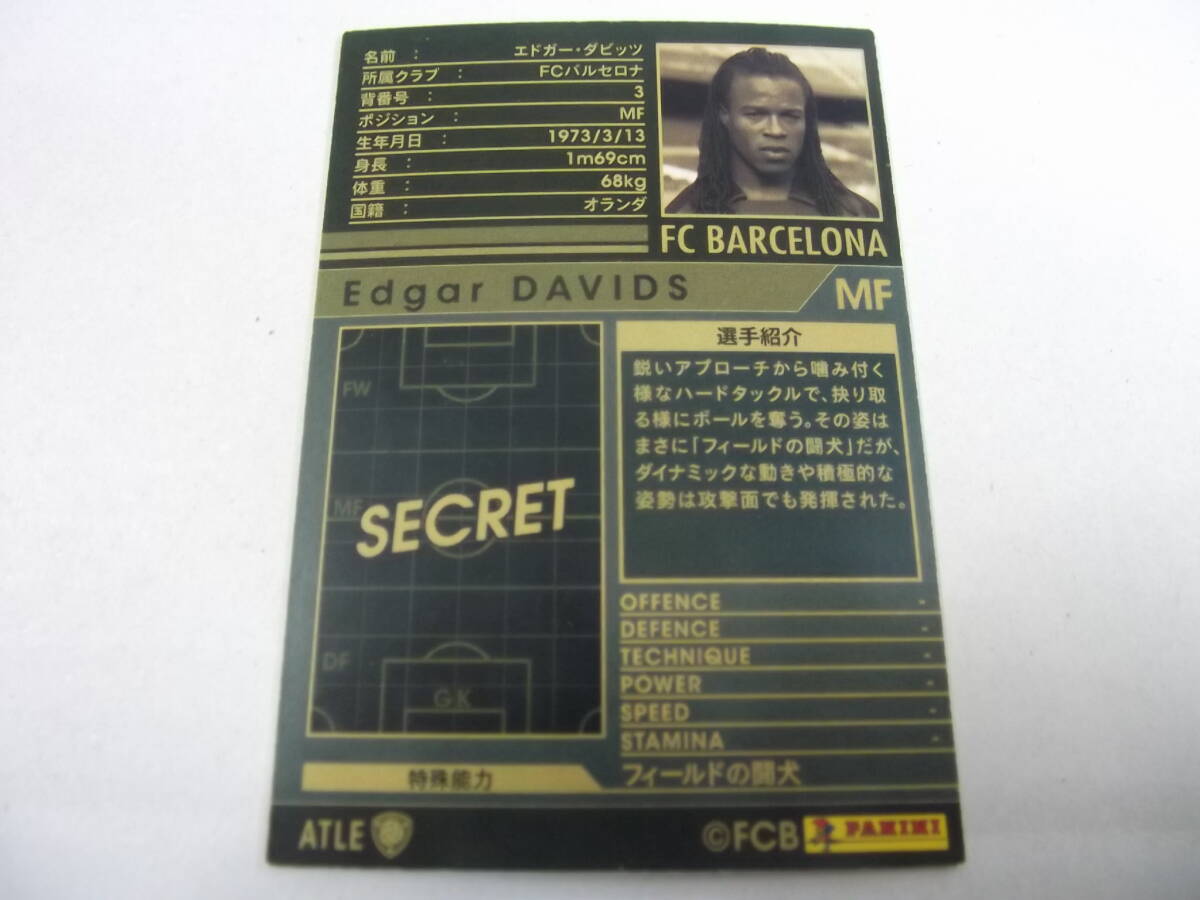 名前 : エドガー・ダビッツ
所属クラブ : FCバルセロナ
背番号 : 3
ポジション : MF
生年月日 : 1973/3/13
身長 : 1m69cm
体重 : 68kg
国籍 : オランダ
FC BARCELONA
Edgar DAVIDS
MF
FW
MF
SECRET
DF
GK
選手紹介
鋭いアプローチから噛み付く
様なハードタックルで、抉り取
る様にボールを奪う。その姿は
まさに「フィールドの闘犬」だが、
ダイナミックな動きや積極的な
姿勢は攻撃面でも発揮された。
OFFENCE -
DEFENCE -
TECHNIQUE -
POWER -
SPEED -
STAMINA -
特殊能力
フィールドの闘犬
ATLE
©FCB
PANINI